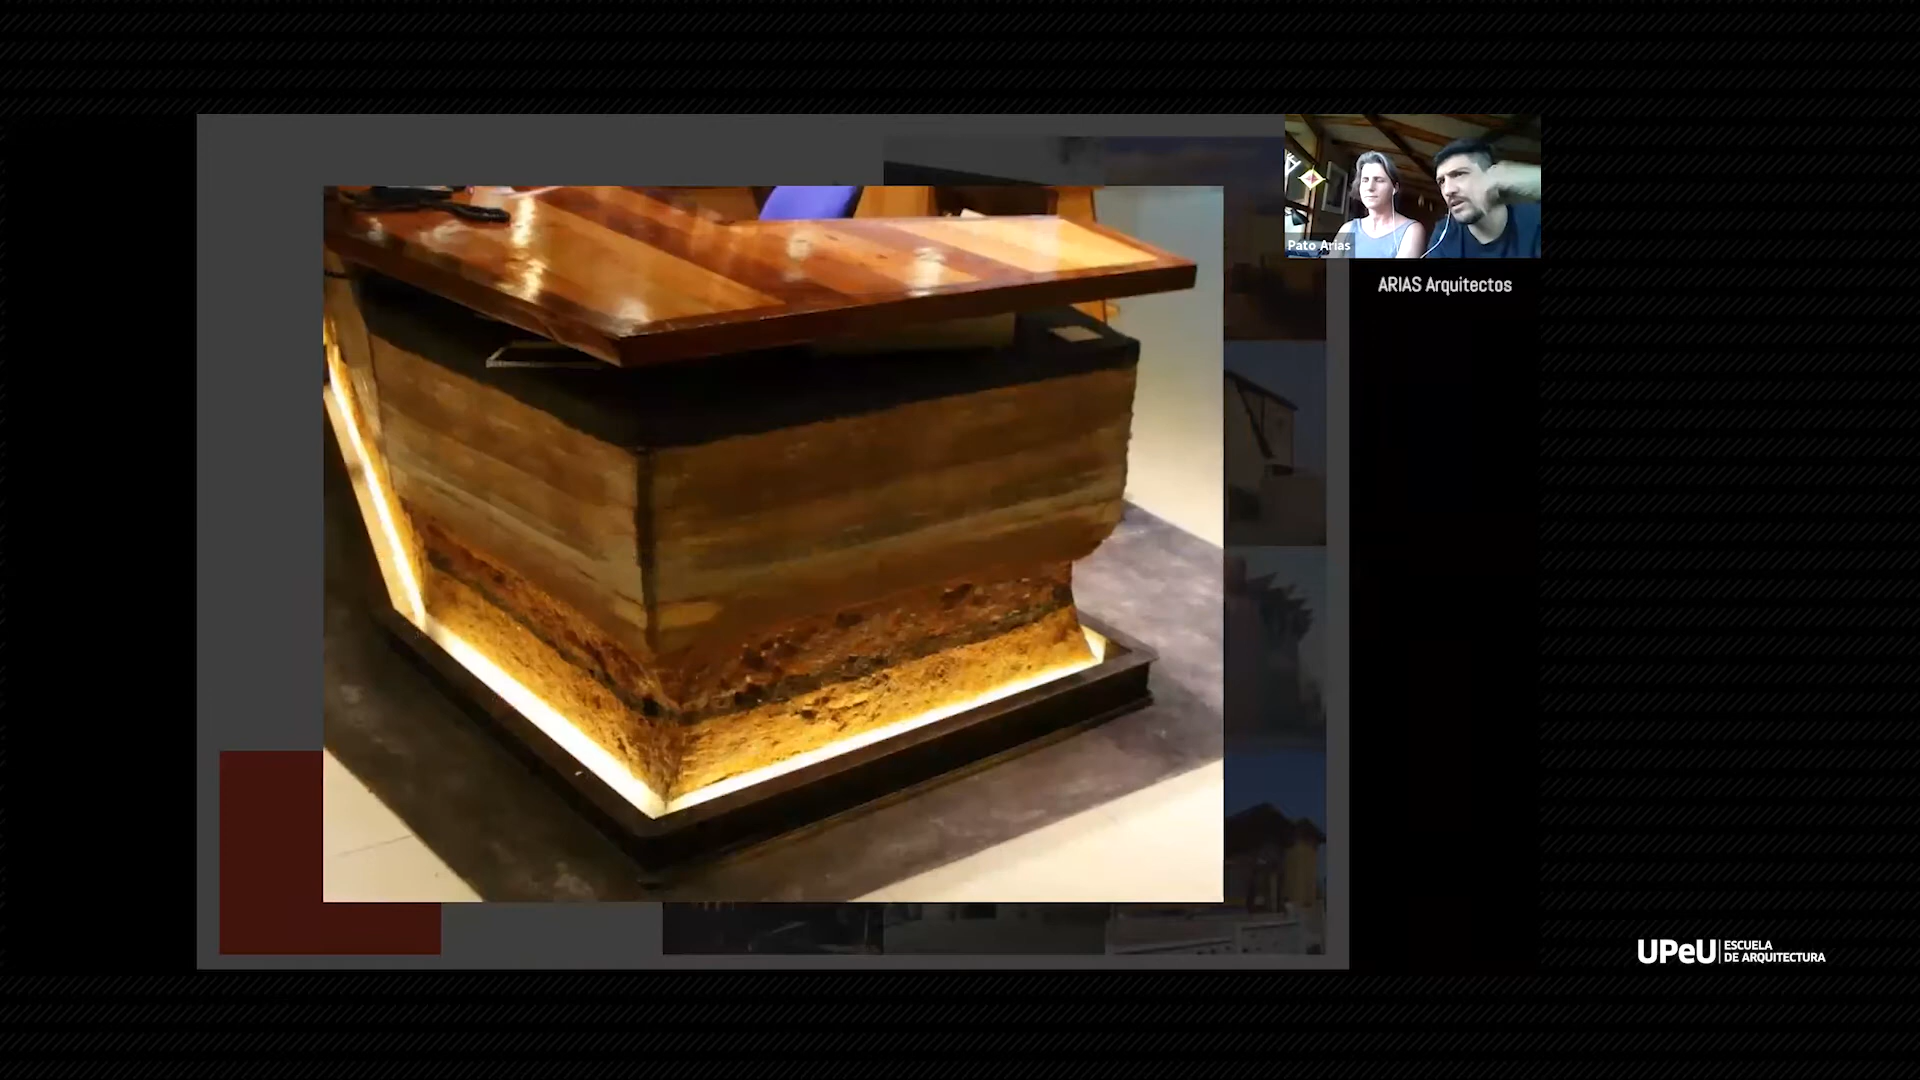 Pato Arias
ARIAS Arquitectos
UPeU
ESCUELA
DE ARQUITECTURA